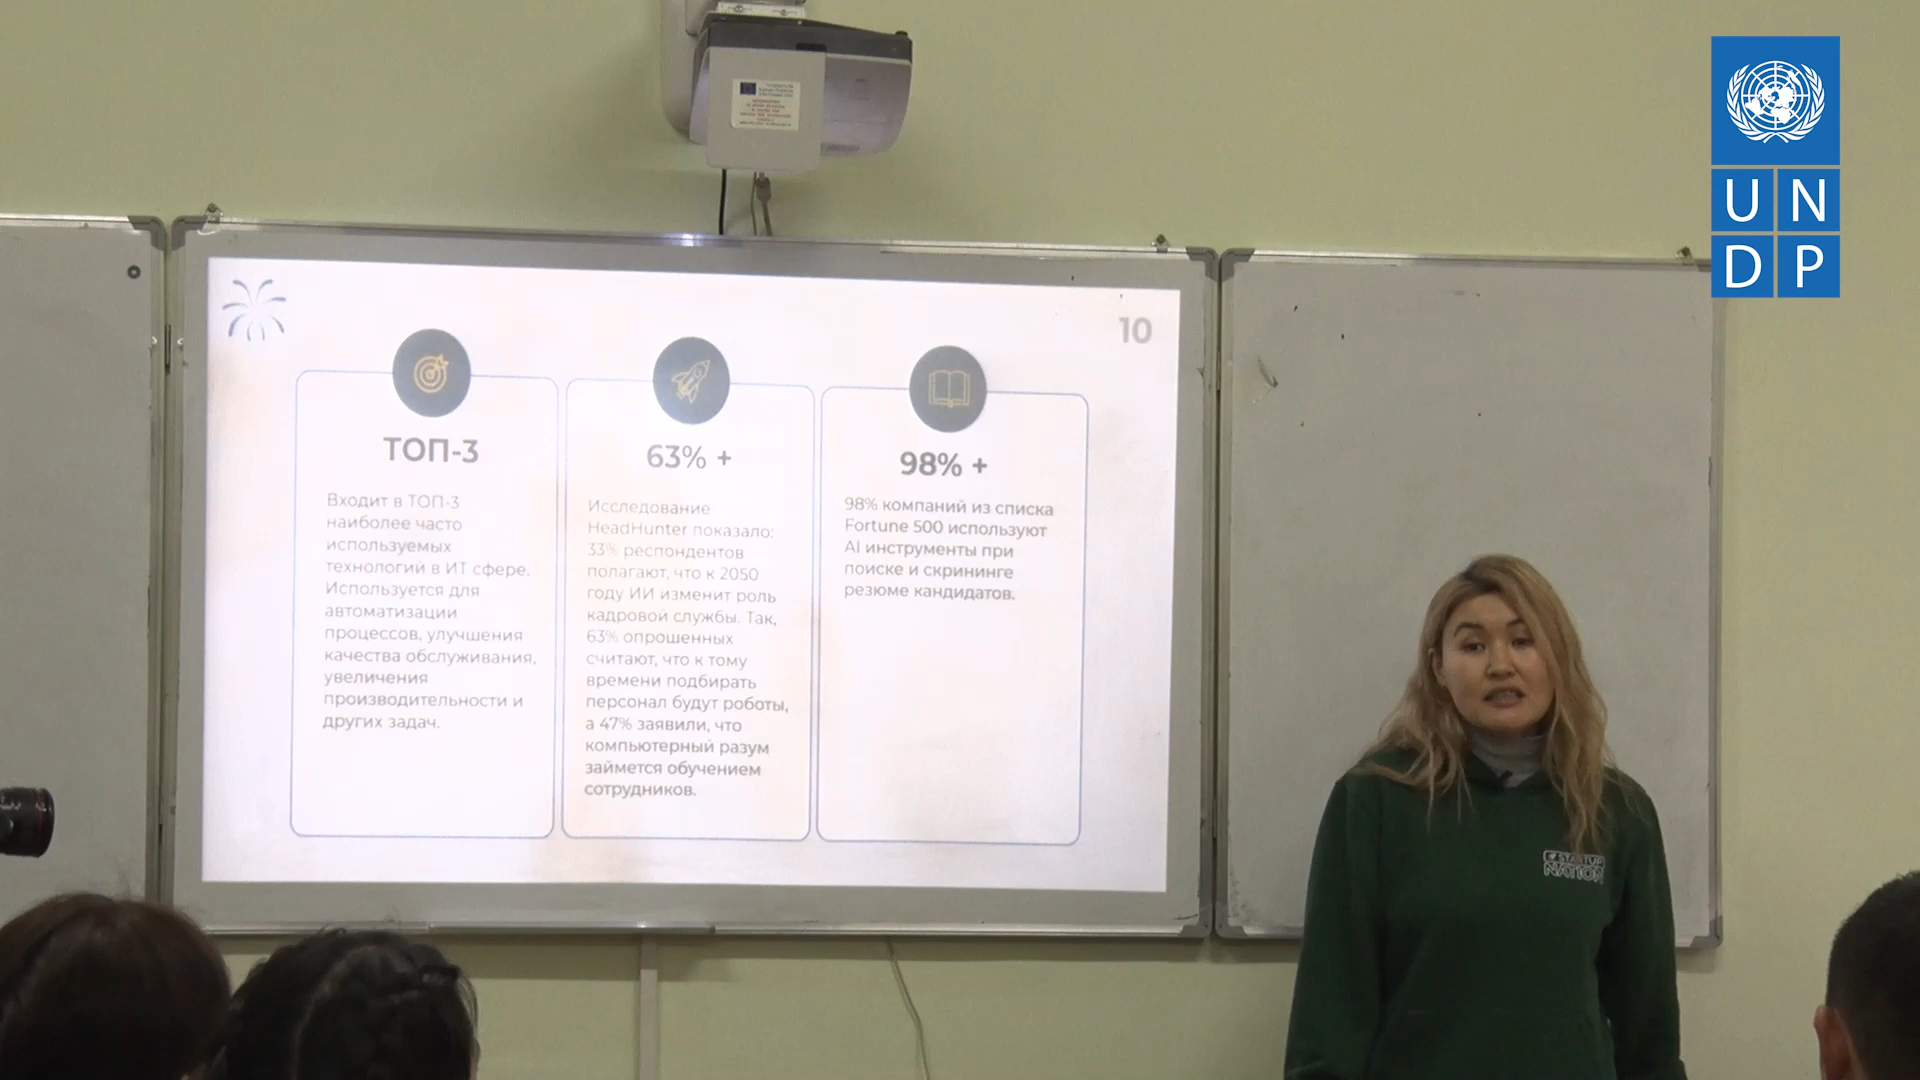 UN
DP
10
ТОП-3
Входит в ТОП-3
наиболее часто
используемых
технологий в ИТ сфере.
Используется для
автоматизации
процессов, улучшения
качества обслуживания,
увеличения
производительности и
других задач.
63% +
Исследование
HeadHunter показало:
33% респондентов
полагают, что к 2050
году ИИ изменит роль
кадровой службы. Так,
63% опрошенных
считают, что к тому
времени подбирать
персонал будут роботы,
а 47% заявили, что
компьютерный разум
займется обучением
сотрудников.
98% +
98% компаний из списка
Fortune 500 используют
AI инструменты при
поиске и скрининге
резюме кандидатов.
STARTUP
NATION